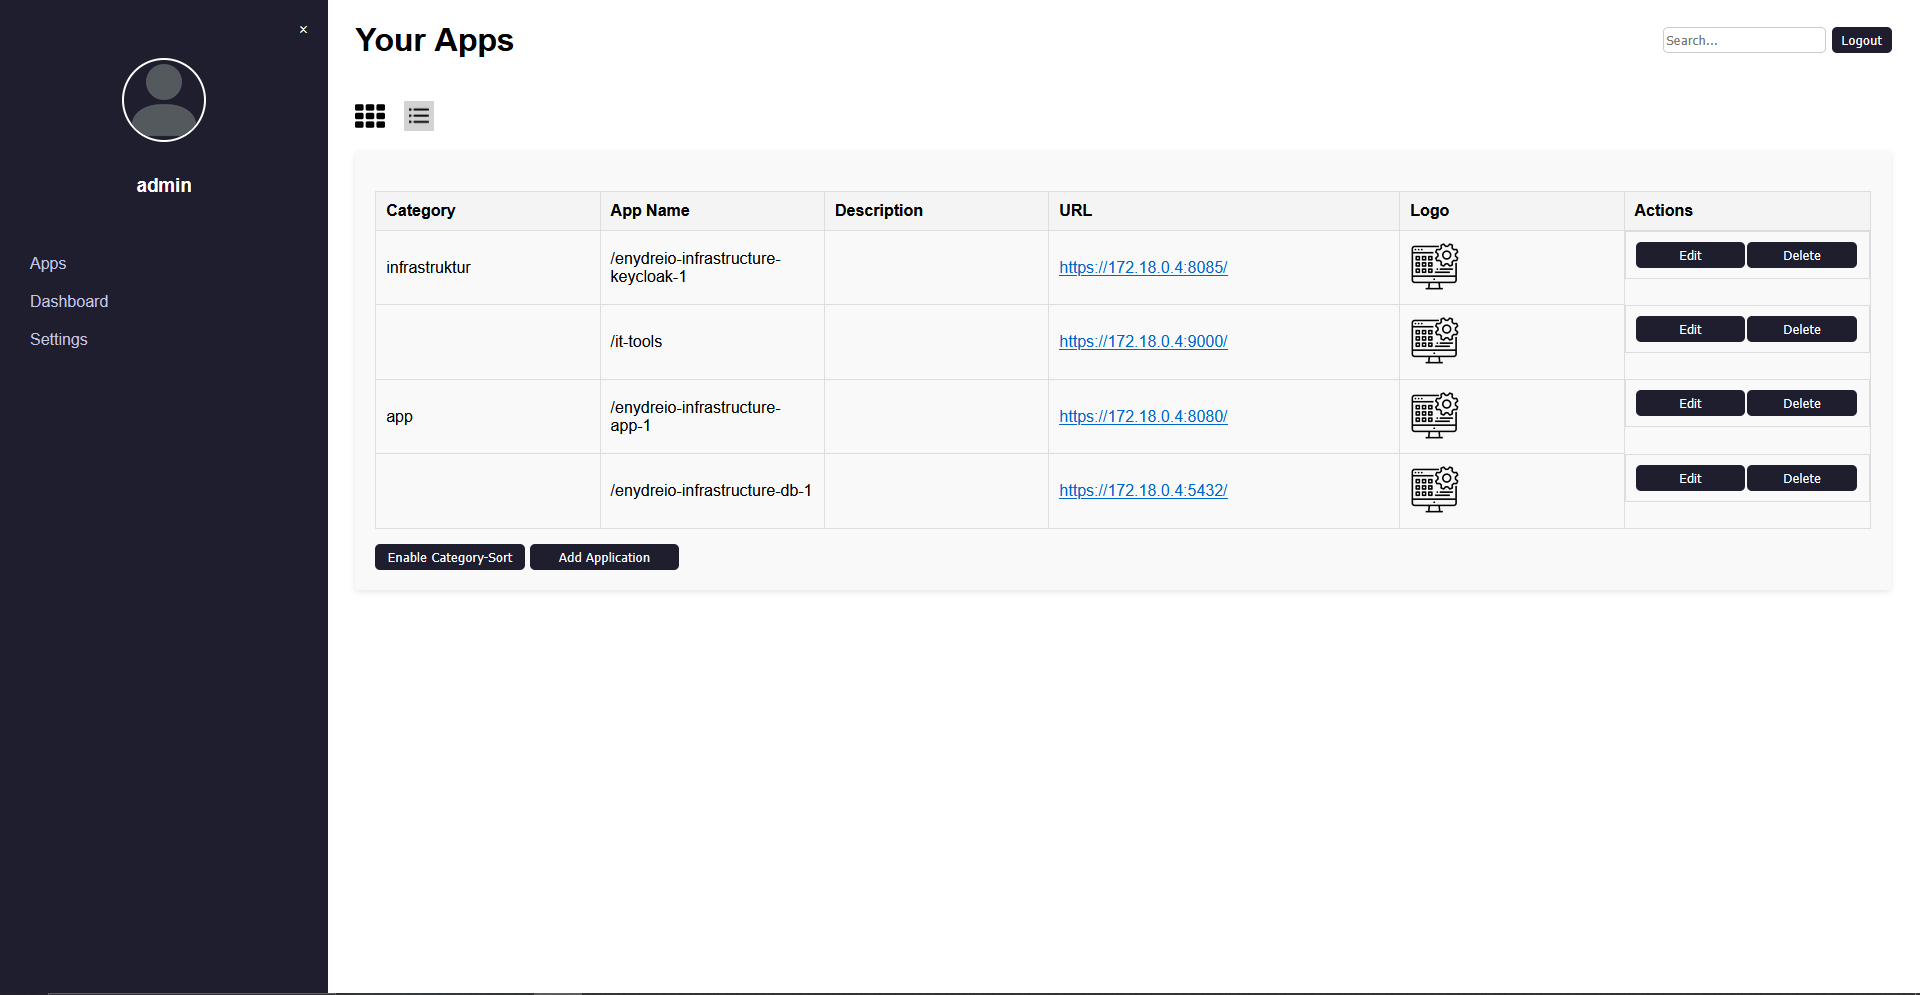 ×
admin
Apps
Dashboard
Settings
Your Apps
Search...
Logout
Category App Name Description URL Logo Actions
infrastruktur /enydreio-infrastructure-
keycloak-1 https://172.18.0.4:8085/ Edit Delete
/it-tools https://172.18.0.4:9000/ Edit Delete
app /enydreio-infrastructure-
app-1 https://172.18.0.4:8080/ Edit Delete
/enydreio-infrastructure-db-1 https://172.18.0.4:5432/ Edit Delete
Enable Category-Sort Add Application